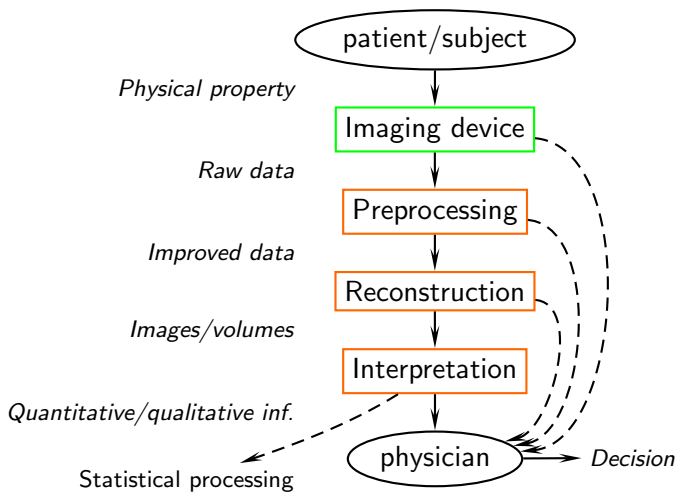 patient/subject
Physical property
Imaging device
Raw data
Preprocessing
Improved data
Reconstruction
Images/volumes
Interpretation
Quantitative/qualitative inf.
physician
Decision
Statistical processing